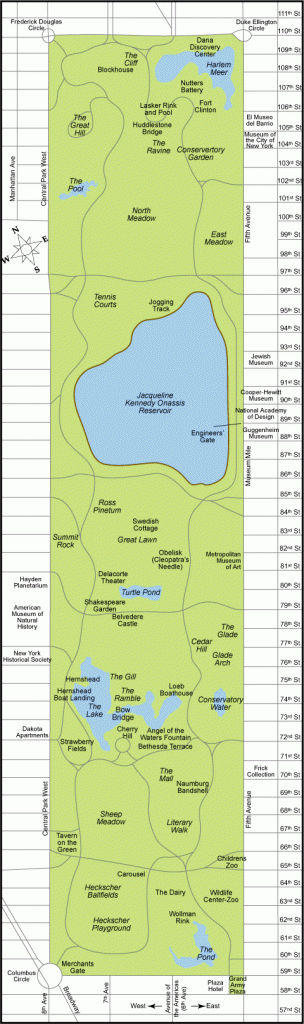 Frederick Douglas
Circle
Duke Ellington
Circle
111th St
110th St
109th St
108th St
107th St
106th St
105th St
104th St
103rd St
102nd St
101st St
100th St
99th St
98th St
97th St
96th St
95th St
94th St
93rd St
92nd St
91st St
90th St
89th St
88th St
87th St
86th St
85th St
84th St
83rd St
82nd St
81st St
80th St
79th St
78th St
77th St
76th St
75th St
74th St
73rd St
72nd St
71st St
70th St
69th St
68th St
67th St
66th St
65th St
64th St
63rd St
62nd St
61st St
60th St
59th St
58th St
57th St
Dana
Discovery
Center
The
Cliff
Blockhouse
Harlem
Meer
Nutters
Battery
Lasker Rink
and Pool
Fort
Clinton
Huddlestone
Bridge
The
Great
Hill
The
Ravine
Conservertory
Garden
El Museo
del Barrio
Museum of
the City of
New York
Manhattan Ave
Central Park West
The
Pool
North
Meadow
East
Meadow
Fifth Avenue
N
E
S
W
Tennis
Courts
Jogging
Track
Jewish
Museum
Jacqueline
Kennedy Onassis
Reservoir
Cooper-Hewitt
Museum
National Academy
of Design
Engineers'
Gate
Guggenheim
Museum
Museum Mile
Ross
Pinetum
Swedish
Cottage
Great Lawn
Summit
Rock
Obelisk
(Cleopatra's
Needle)
Metropolitan
Museum
of Art
Hayden
Planetarium
Delacorte
Theater
Turtle Pond
Shakespeare
Garden
Belvedere
Castle
American
Museum of
Natural
History
The
Glade
Cedar
Hill
Glade
Arch
New York
Historical Society
Hernshead
The Gill
Hernshead
Boat Landing
The
Ramble
Loeb
Boathouse
The
Lake
Bow
Bridge
Conservatory
Water
Dakota
Apartments
Cherry
Hill
Angel of the
Waters Fountain
Bethesda Terrace
Strawberry
Fields
The
Mall
Naumburg
Bandshell
Frick
Collection
Central Park West
Fifth Avenue
Sheep
Meadow
Literary
Walk
Tavern
on the
Green
Childrens
Zoo
Carousel
Heckscher
Ballfields
The Dairy
Wildlife
Center-Zoo
Heckscher
Playground
Wollman
Rink
The
Pond
Columbus
Circle
Merchants
Gate
Plaza
Hotel
Grand
Army
Plaza
8th Ave
Broadway
7th Ave
West
Avenue of
the Americas
(6th Ave)
East
5th Ave